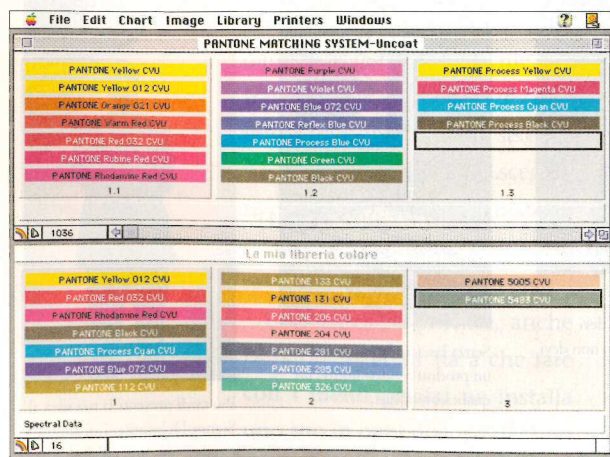 File Edit Chart Image Library Printers Windows
PANTONE MATCHING SYSTEM-Uncoat
PANTONE Yellow CVU
PANTONE Yellow 012 CVU
PANTONE Orange 021 CVU
PANTONE Warm Red CVU
PANTONE Red 032 CVU
PANTONE Rubine Red CVU
PANTONE Rhodamine Red CVU
1.1
PANTONE Purple CVU
PANTONE Violet CVU
PANTONE Blue 072 CVU
PANTONE Reflex Blue CVU
PANTONE Process Blue CVU
PANTONE Green CVU
PANTONE Black CVU
1.2
PANTONE Process Yellow CVU
PANTONE Process Magenta CVU
PANTONE Process Cyan CVU
PANTONE Process Black CVU
1.3
1036
La mia libreria colore
PANTONE Yellow 012 CVU
PANTONE Red 032 CVU
PANTONE Rhodamine Red CVU
PANTONE Black CVU
PANTONE Process Cyan CVU
PANTONE Blue 072 CVU
PANTONE 112 CVU
1
PANTONE 133 CVU
PANTONE 131 CVU
PANTONE 206 CVU
PANTONE 204 CVU
PANTONE 281 CVU
PANTONE 285 CVU
PANTONE 326 CVU
2
PANTONE 5005 CVU
PANTONE 5483 CVU
3
Spectral Data
16